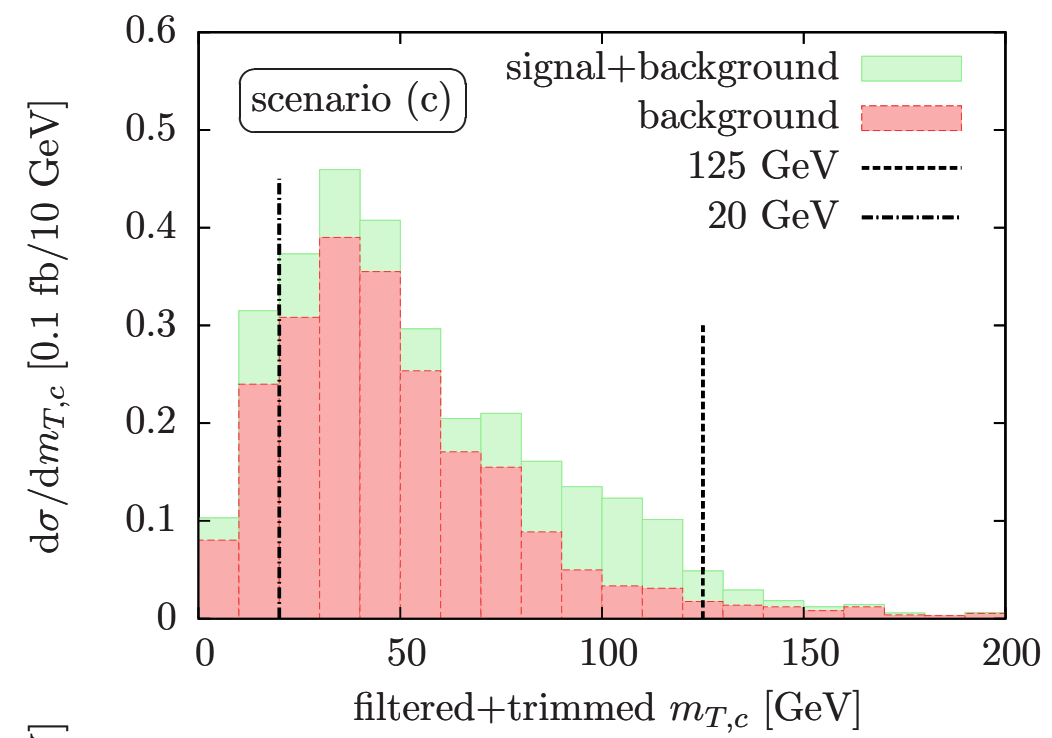 0.6
0.5
0.4
0.3
0.2
0.1
0
dσ/dm_{T,c} [0.1 fb/10 GeV]
scenario (c)
signal+background
background
125 GeV
20 GeV
0 50 100 150 200
filtered+trimmed m_{T,c} [GeV]
]